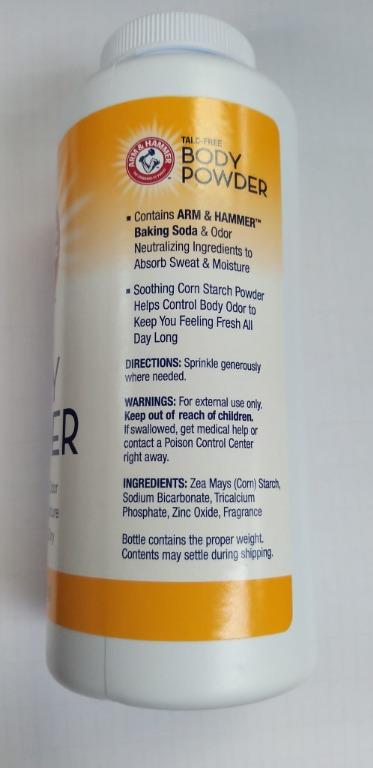 ARM & HAMMER
TALC-FREE
BODY
POWDER
▪ Contains ARM & HAMMER™
Baking Soda & Odor
Neutralizing Ingredients to
Absorb Sweat & Moisture
▪ Soothing Corn Starch Powder
Helps Control Body Odor to
Keep You Feeling Fresh All
Day Long
DIRECTIONS: Sprinkle generously
where needed.
WARNINGS: For external use only.
Keep out of reach of children.
If swallowed, get medical help or
contact a Poison Control Center
right away.
INGREDIENTS: Zea Mays (Corn) Starch,
Sodium Bicarbonate, Tricalcium
Phosphate, Zinc Oxide, Fragrance
Bottle contains the proper weight.
Contents may settle during shipping.
Y
ER